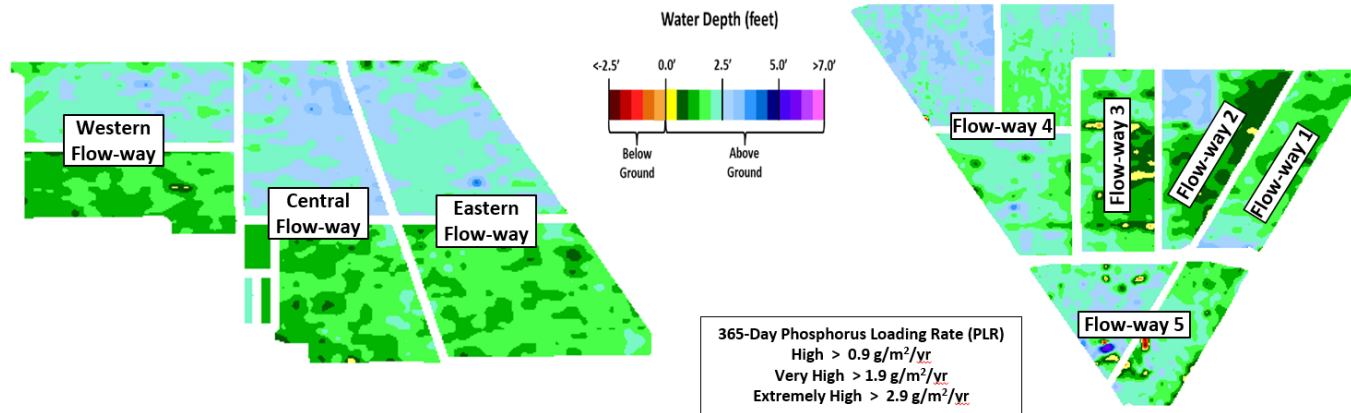 Water Depth (feet)
<-2.5' 0.0' 2.5' 5.0' >7.0'
Below
Ground
Above
Ground
Western
Flow-way
Central
Flow-way
Eastern
Flow-way
Flow-way 4
Flow-way 3
Flow-way 2
Flow-way 1
Flow-way 5
365-Day Phosphorus Loading Rate (PLR)
High > 0.9 g/m²/yr
Very High > 1.9 g/m²/yr
Extremely High > 2.9 g/m²/yr